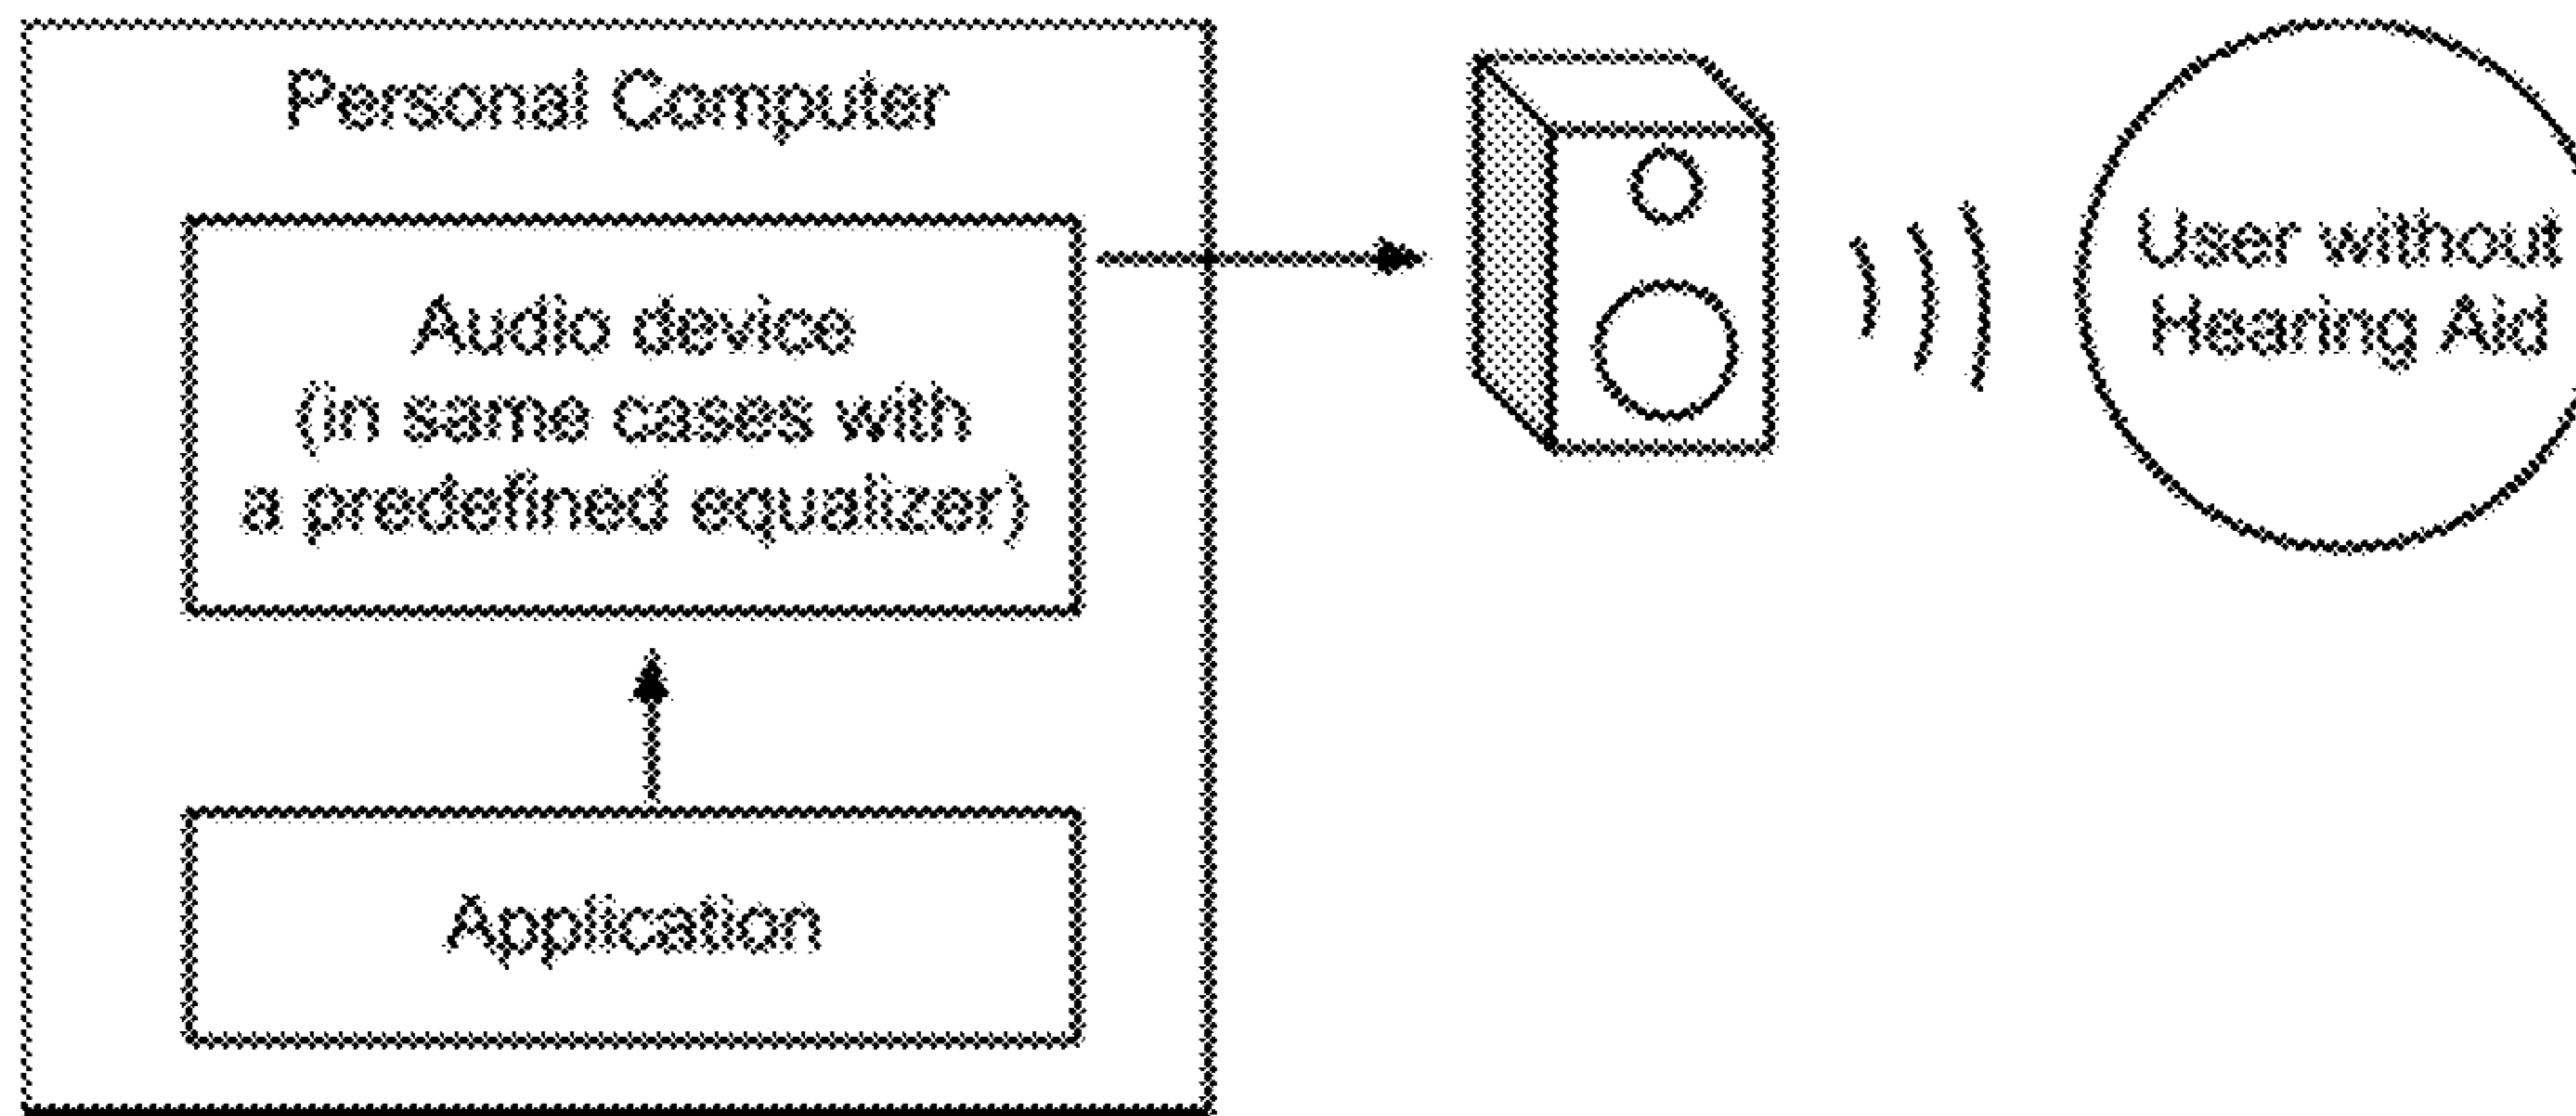 Personal Computer
Audio device
(in same cases with
a predefined equalizer)
Application
User without
Hearing Aid